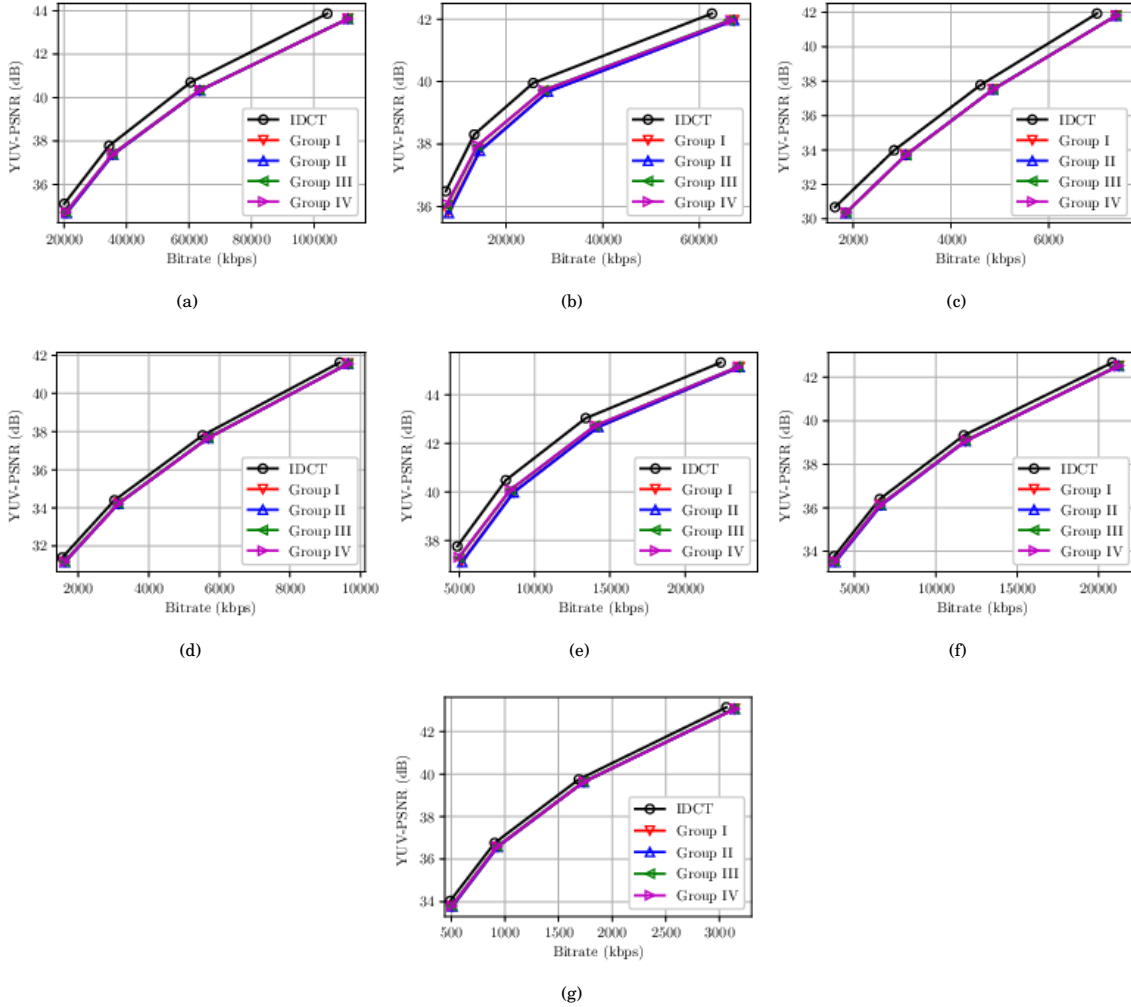 YUV-PSNR (dB)
44
42
40
38
36
20000 40000 60000 80000 100000
Bitrate (kbps)
IDCT
Group I
Group II
Group III
Group IV
(a)
YUV-PSNR (dB)
42
40
38
36
20000 40000 60000
Bitrate (kbps)
IDCT
Group I
Group II
Group III
Group IV
(b)
YUV-PSNR (dB)
42
38
34
30
2000 4000 6000
Bitrate (kbps)
IDCT
Group I
Group II
Group III
Group IV
(c)
YUV-PSNR (dB)
42
40
38
36
34
32
2000 4000 6000 8000 10000
Bitrate (kbps)
IDCT
Group I
Group II
Group III
Group IV
(d)
YUV-PSNR (dB)
44
42
40
38
5000 10000 15000 20000
Bitrate (kbps)
IDCT
Group I
Group II
Group III
Group IV
(e)
YUV-PSNR (dB)
42
40
38
36
34
5000 10000 15000 20000
Bitrate (kbps)
IDCT
Group I
Group II
Group III
Group IV
(f)
YUV-PSNR (dB)
42
40
38
36
34
500 1000 1500 2000 2500 3000
Bitrate (kbps)
IDCT
Group I
Group II
Group III
Group IV
(g)